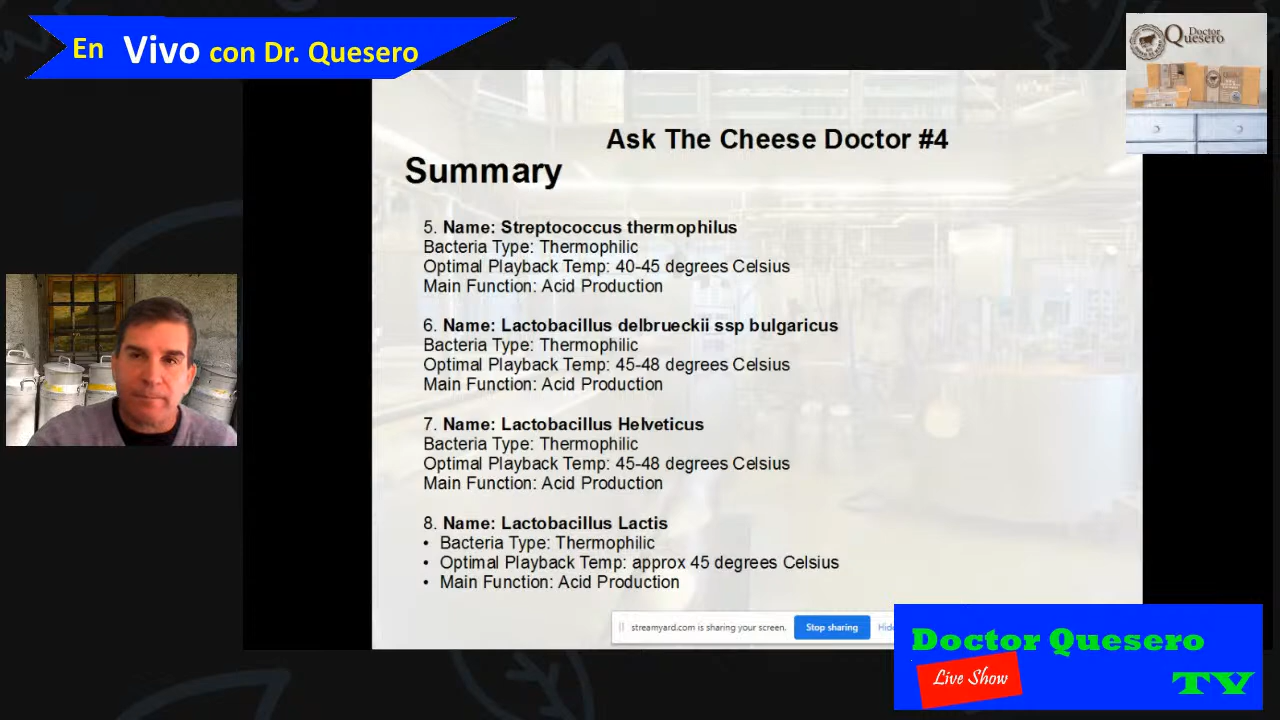 En Vivo con Dr. Quesero
Doctor
Quesero
Ask The Cheese Doctor #4
Summary
5. Name: Streptococcus thermophilus
Bacteria Type: Thermophilic
Optimal Playback Temp: 40-45 degrees Celsius
Main Function: Acid Production
6. Name: Lactobacillus delbrueckii ssp bulgaricus
Bacteria Type: Thermophilic
Optimal Playback Temp: 45-48 degrees Celsius
Main Function: Acid Production
7. Name: Lactobacillus Helveticus
Bacteria Type: Thermophilic
Optimal Playback Temp: 45-48 degrees Celsius
Main Function: Acid Production
8. Name: Lactobacillus Lactis
• Bacteria Type: Thermophilic
• Optimal Playback Temp: approx 45 degrees Celsius
• Main Function: Acid Production
streamyard.com is sharing your screen. Stop sharing
Doctor Quesero
Live Show
TV